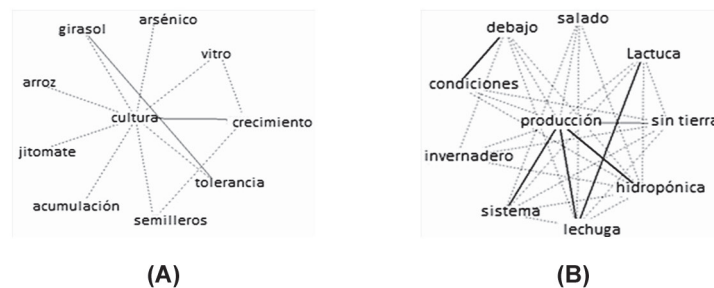 arsénico
girasol
vitro
arroz
cultura
crecimiento
jitomate
tolerancia
acumulación
semilleros
(A)
salado
debajo
Lactuca
condiciones
producción
sin tierra
invernadero
hidropónica
sistema
lechuga
(B)